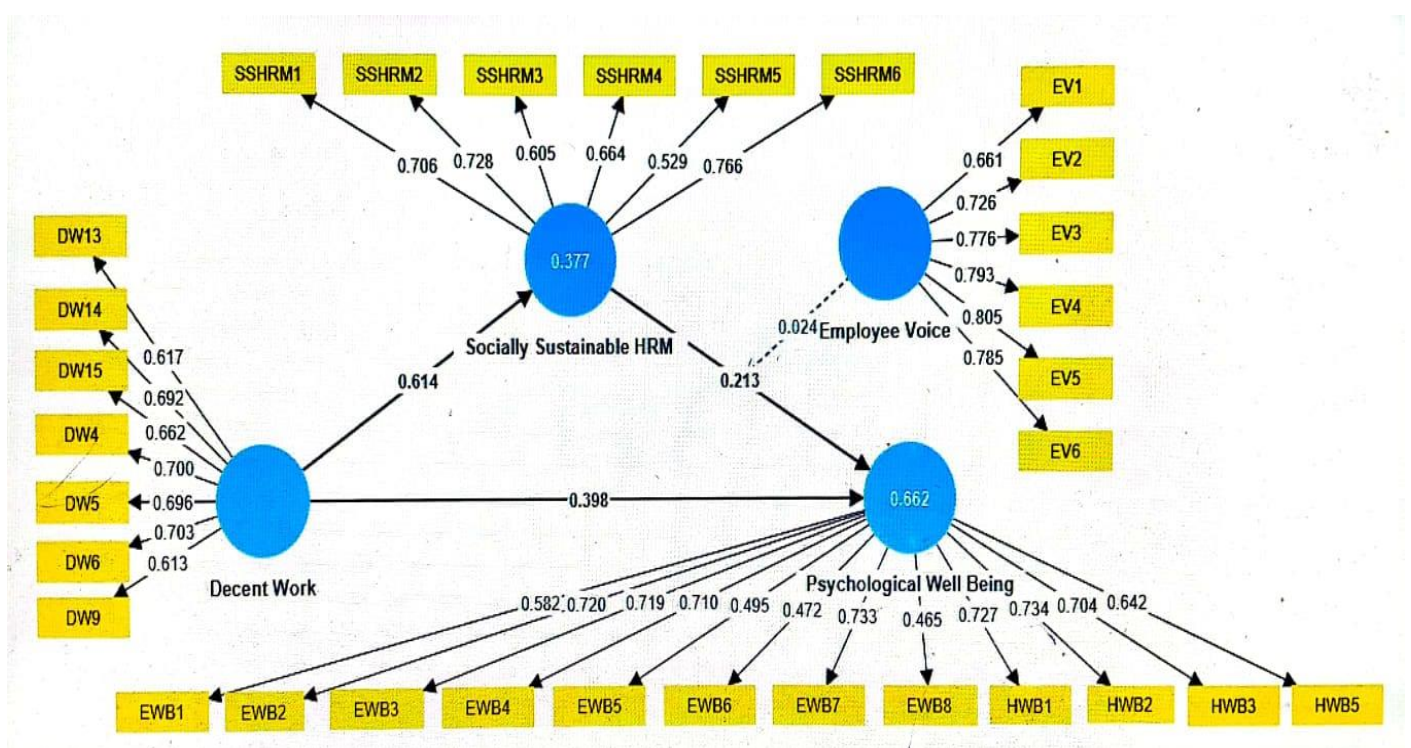 SSHRM1 SSHRM2 SSHRM3 SSHRM4 SSHRM5 SSHRM6
0.706 0.728 0.605 0.664 0.529 0.766
0.377
Socially Sustainable HRM
EV1
EV2
EV3
EV4
EV5
EV6
0.661
0.726
0.776
0.793
0.805
0.785
Employee Voice
0.024
0.213
0.614
0.398
DW13
DW14
DW15
DW4
DW5
DW6
DW9
0.617
0.692
0.662
0.700
0.696
0.703
0.613
Decent Work
0.662
Psychological Well Being
0.582 0.720 0.719 0.710 0.495 0.472 0.733 0.465 0.727 0.734 0.704 0.642
EWB1 EWB2 EWB3 EWB4 EWB5 EWB6 EWB7 EWB8 HWB1 HWB2 HWB3 HWB5